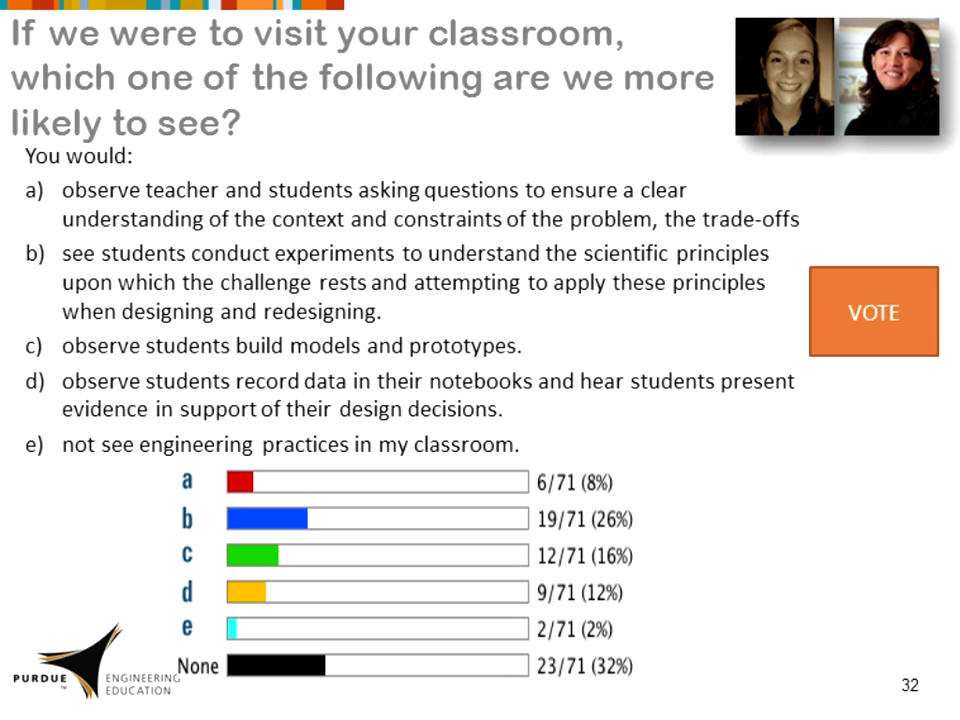 If we were to visit your classroom,
which one of the following are we more
likely to see?
You would:
a) observe teacher and students asking questions to ensure a clear
understanding of the context and constraints of the problem, the trade-offs
b) see students conduct experiments to understand the scientific principles
upon which the challenge rests and attempting to apply these principles
when designing and redesigning.
c) observe students build models and prototypes.
d) observe students record data in their notebooks and hear students present
evidence in support of their design decisions.
e) not see engineering practices in my classroom.
VOTE
a 6/71 (8%)
b 19/71 (26%)
c 12/71 (16%)
d 9/71 (12%)
e 2/71 (2%)
None 23/71 (32%)
PURDUE™
ENGINEERING
EDUCATION
32